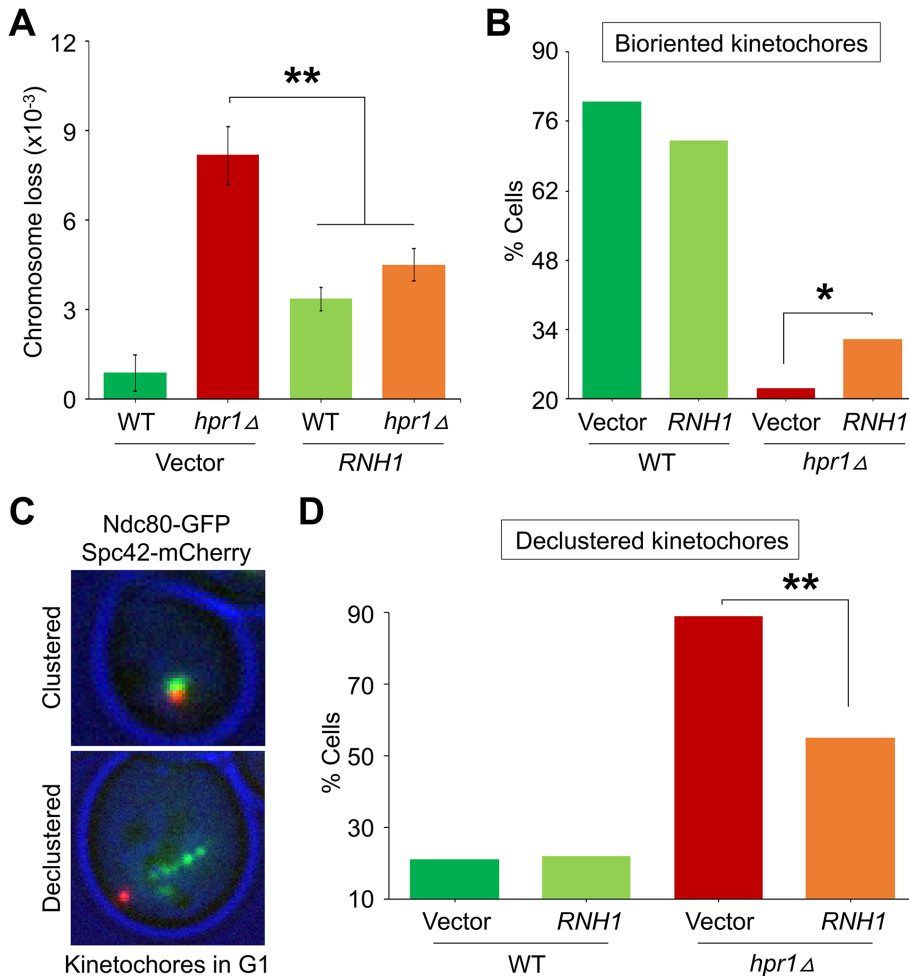 A
Chromosome loss (x10-3)
12
9
6
3
0
**
WT hpr1Δ WT hpr1Δ
Vector RNH1
B
Bioriented kinetochores
% Cells
90
76
62
48
34
20
*
Vector RNH1 Vector RNH1
WT hpr1Δ
C
Ndc80-GFP
Spc42-mCherry
Clustered
Declustered
Kinetochores in G1
D
Declustered kinetochores
% Cells
90
70
50
30
10
**
Vector RNH1 Vector RNH1
WT hpr1Δ